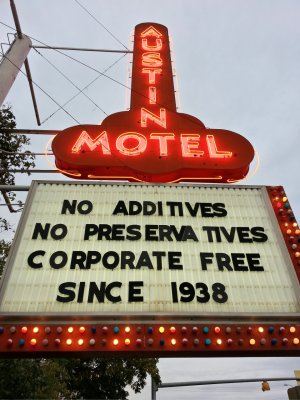 AUSTIN
MOTEL
NO ADDITIVES
NO PRESERVATIVES
CORPORATE FREE
SINCE 1938